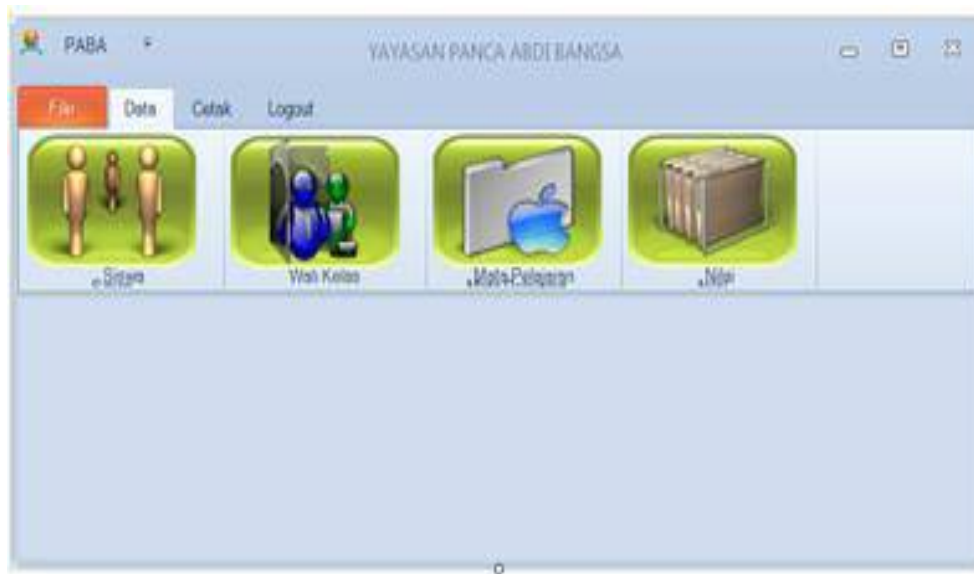 PABA
YAYASAN PANCA ABDI BANGSA
File Data Cetak Logout
Siswa Wali Kelas Mata Pelajaran Nilai